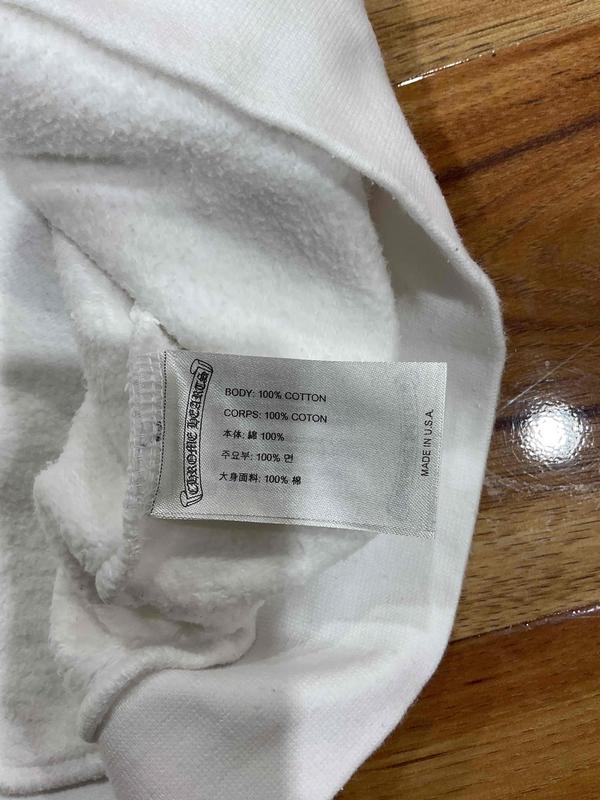 CHROME HEARTS
BODY: 100% COTTON
CORPS: 100% COTON
本体: 綿 100%
주요부: 100% 면
大身面料: 100% 棉
MADE IN U.S.A.